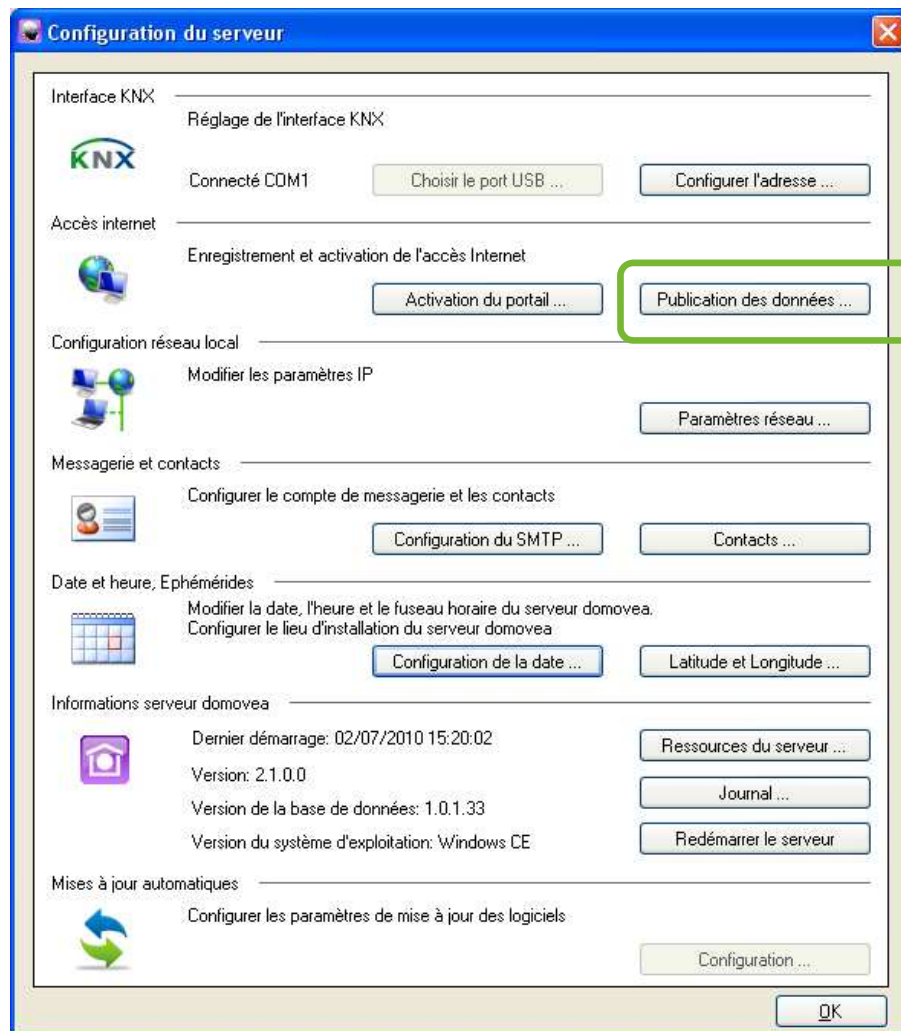 Configuration du serveur
Interface KNX
Réglage de l'interface KNX
KNX
Connecté COM1 Choisir le port USB ... Configurer l'adresse ...
Accès internet
Enregistrement et activation de l'accès Internet
Activation du portail ... Publication des données ...
Configuration réseau local
Modifier les paramètres IP
Paramètres réseau ...
Messagerie et contacts
Configurer le compte de messagerie et les contacts
Configuration du SMTP ... Contacts ...
Date et heure, Ephémérides
Modifier la date, l'heure et le fuseau horaire du serveur domovea.
Configurer le lieu d'installation du serveur domovea
Configuration de la date ... Latitude et Longitude ...
Informations serveur domovea
Dernier démarrage: 02/07/2010 15:20:02 Ressources du serveur ...
Version: 2.1.0.0
Journal ...
Version de la base de données: 1.0.1.33
Version du système d'exploitation: Windows CE Redémarrer le serveur
Mises à jour automatiques
Configurer les paramètres de mise à jour des logiciels
Configuration ...
OK